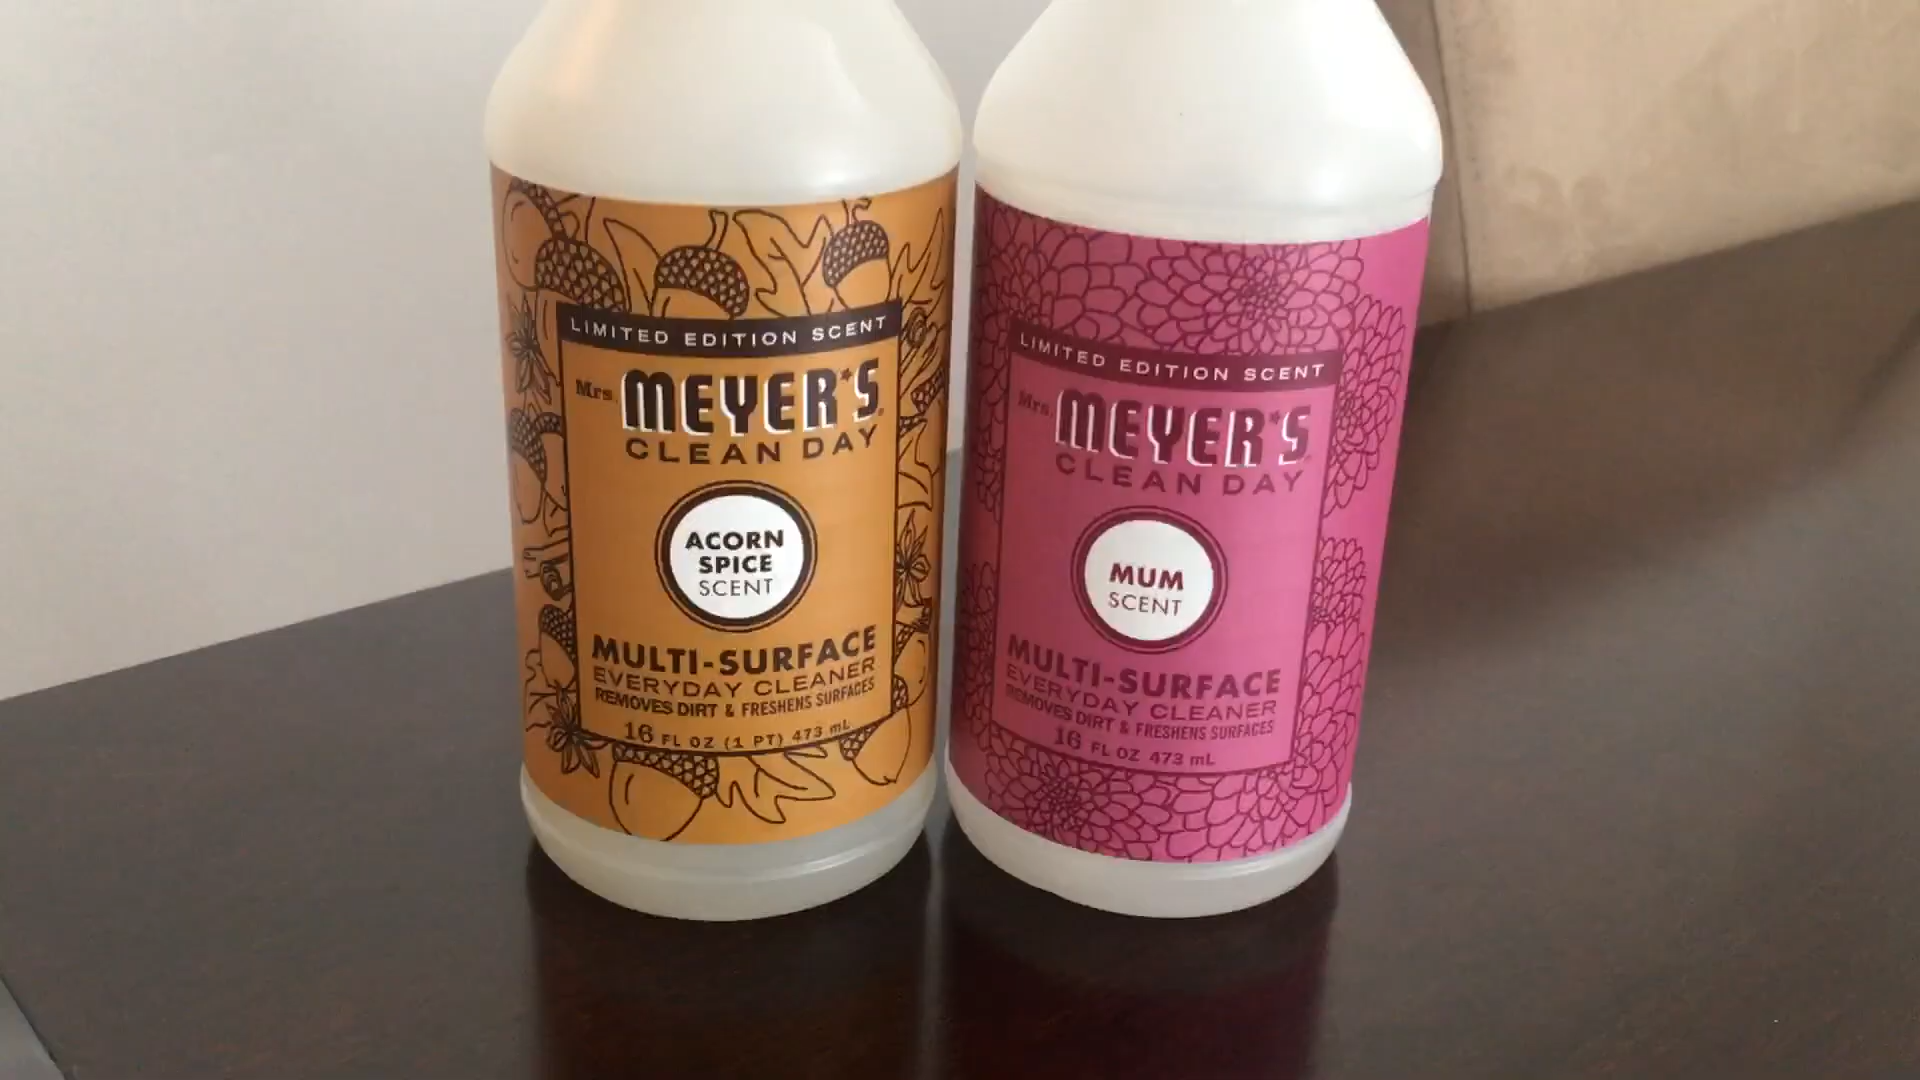 LIMITED EDITION SCENT
Mrs. MEYER'S
CLEAN DAY
ACORN
SPICE
SCENT
MULTI-SURFACE
EVERYDAY CLEANER
REMOVES DIRT & FRESHENS SURFACES
16 FL OZ (1 PT) 473 mL
LIMITED EDITION SCENT
Mrs. MEYER'S
CLEAN DAY
MUM
SCENT
MULTI-SURFACE
EVERYDAY CLEANER
REMOVES DIRT & FRESHENS SURFACES
16 FL OZ 473 mL